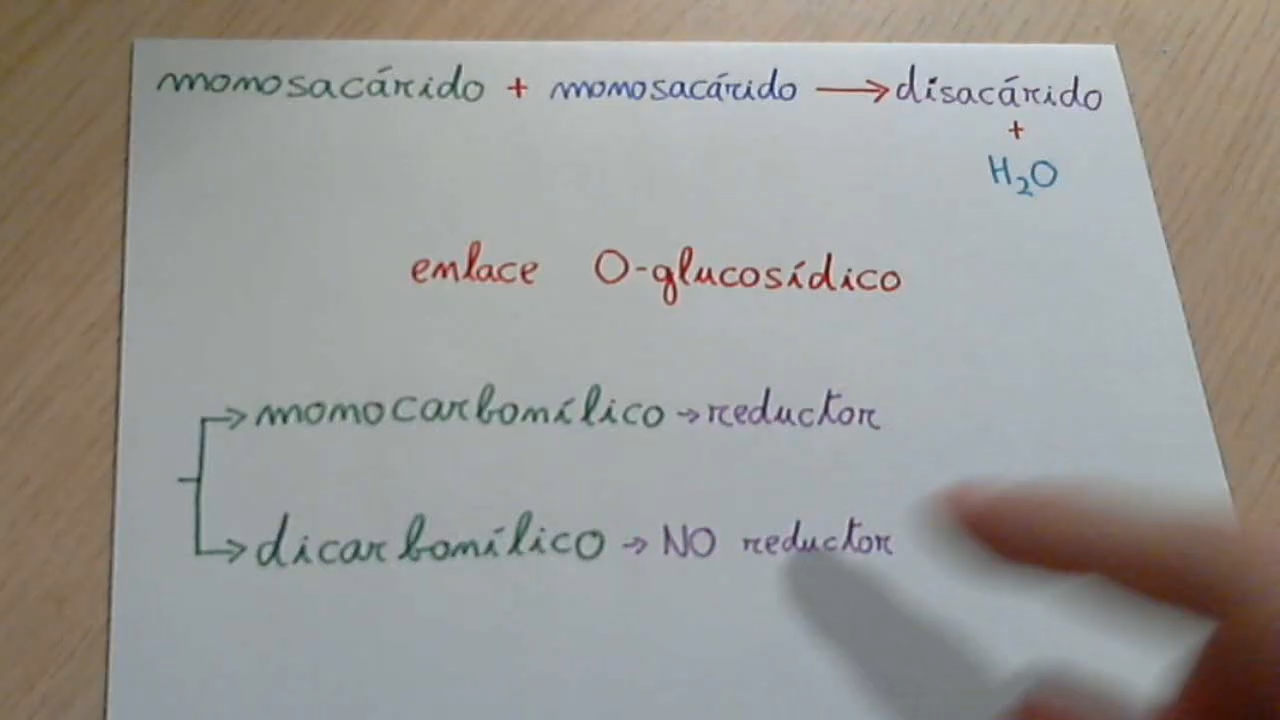 monosacárido + monosacárido → disacárido
+
H₂O
enlace O-glucosídico
monocarbonílico → reductor
dicarbonílico → NO reductor